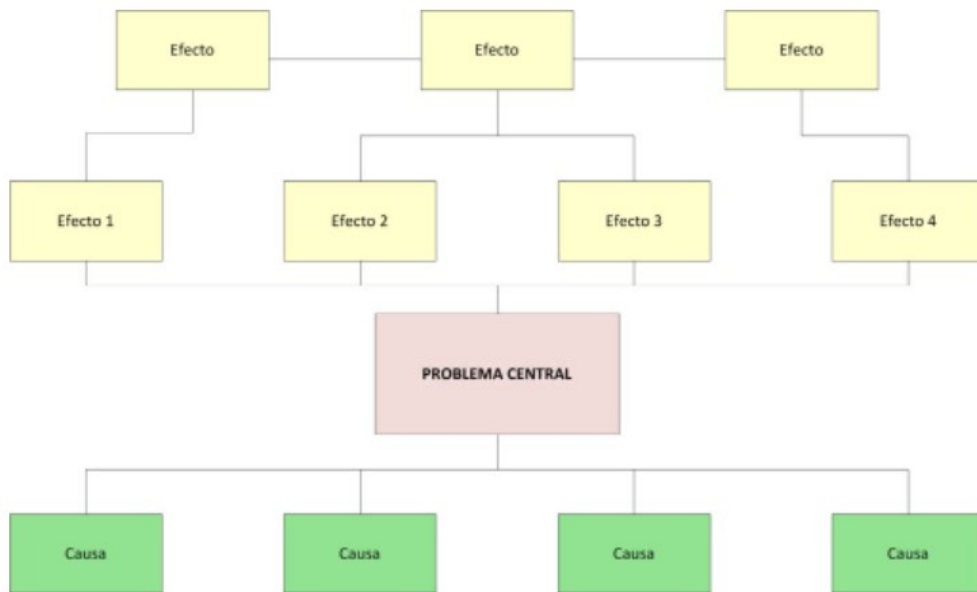 Efecto
Efecto
Efecto
Efecto 1
Efecto 2
Efecto 3
Efecto 4
PROBLEMA CENTRAL
Causa
Causa
Causa
Causa